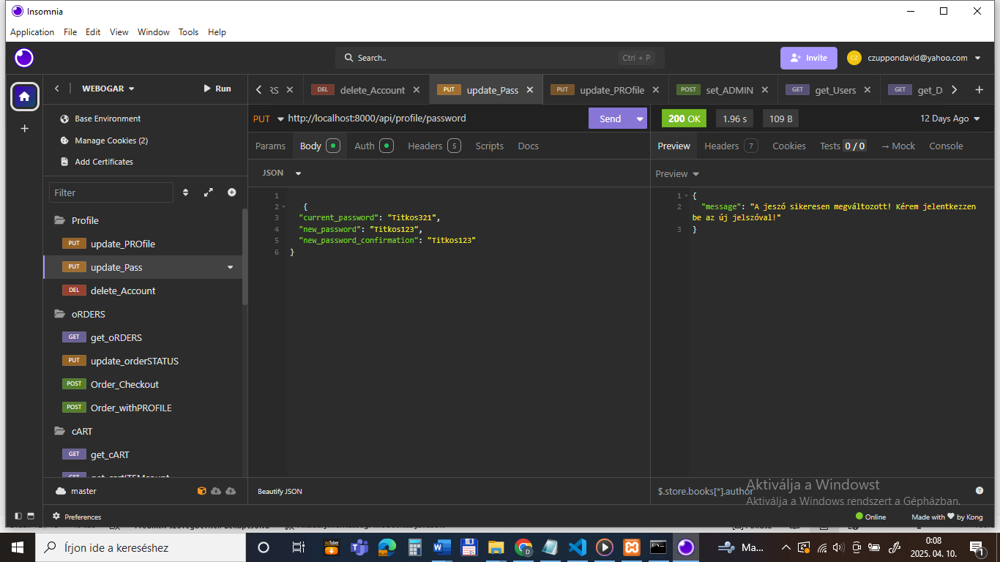 Insomnia
Application File Edit View Window Tools Help
Search.. Ctrl + P
Invite
CZ czuppondavid@yahoo.com
WEBOGAR Run
RS
DEL delete_Account
PUT update_Pass
PUT update_PROfile
POST set_ADMIN
GET get_Users
GET get_D
Base Environment
Manage Cookies (2)
Add Certificates
Filter
Profile
PUT update_PROfile
PUT update_Pass
DEL delete_Account
oRDERS
GET get_oRDERS
PUT update_orderSTATUS
POST Order_Checkout
POST Order_withPROFILE
cART
GET get_cART
GET get_cartITEMcount
master
Preferences
PUT http://localhost:8000/api/profile/password Send
Params Body Auth Headers 5 Scripts Docs
JSON
1
2 {
3 "current_password": "Titkos321",
4 "new_password": "Titkos123",
5 "new_password_confirmation": "Titkos123"
6 }
Beautify JSON
200 OK 1.96 s 109 B 12 Days Ago
Preview Headers 7 Cookies Tests 0 / 0 → Mock Console
Preview
1 {
2 "message": "A jeszó sikeresen megváltozott! Kérem jelentkezzen
be az új jelszóval!"
3 }
$.store.books[*].author
Aktiválja a Windowst
Aktiválja a Windows rendszert a Gépházban.
Online Made with by Kong
Írjon ide a kereséshez
Ma...
0:08
2025. 04. 10.
1